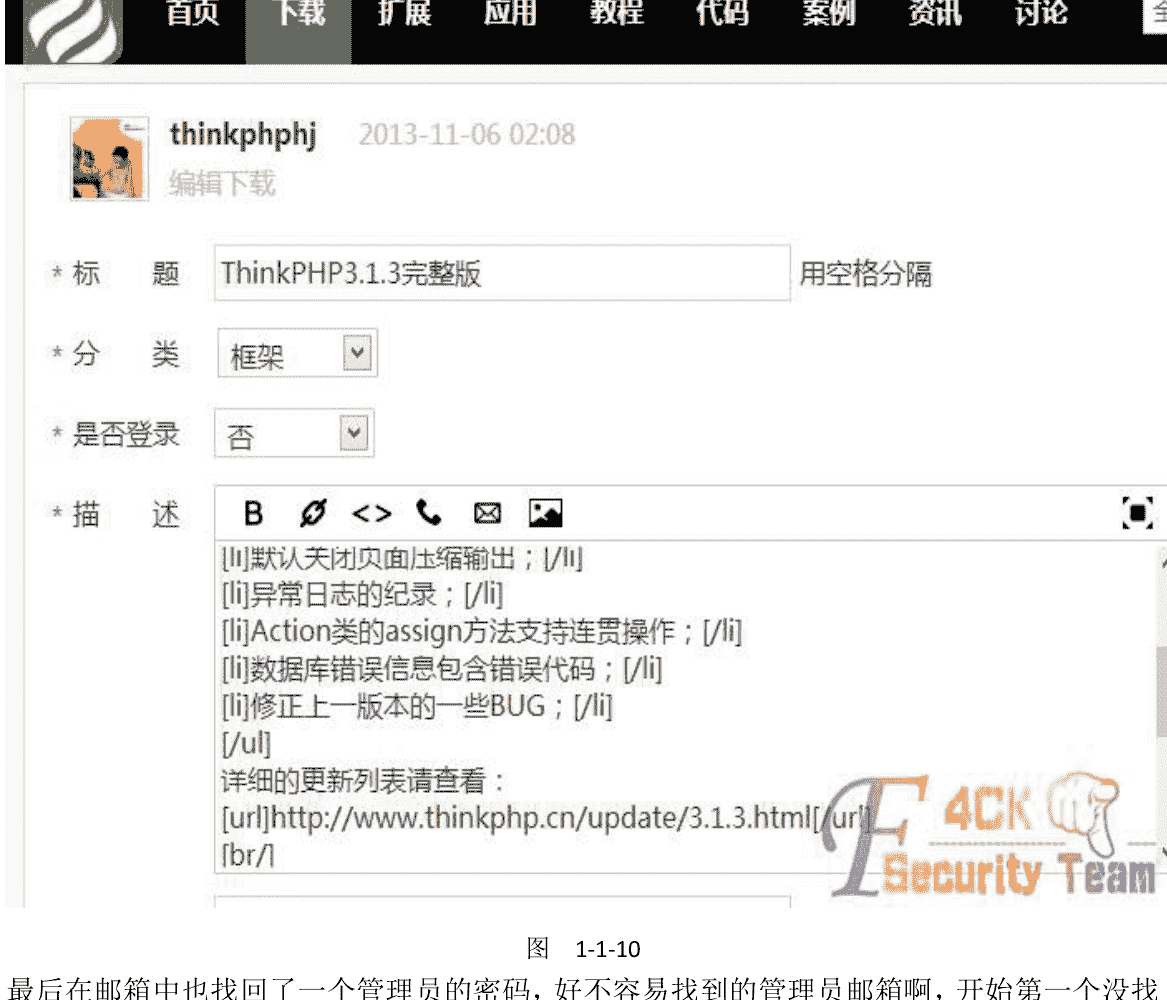 首页 下载 扩展 应用 教程 代码 案例 资讯 讨论
thinkphphj 2013-11-06 02:08
编辑下载
* 标 题 ThinkPHP3.1.3完整版 用空格分隔
* 分 类 框架
* 是否登录 否
* 描 述 B
[li]默认关闭页面压缩输出；[/li]
[li]异常日志的纪录；[/li]
[li]Action类的assign方法支持连贯操作；[/li]
[li]数据库错误信息包含错误代码；[/li]
[li]修正上一版本的一些BUG；[/li]
[/ul]
详细的更新列表请查看：
[url]http://www.thinkphp.cn/update/3.1.3.html[/url]
[br/]
F4CK
Security Team
图 1-1-10
最后在邮箱中也找回了一个管理员的密码，好不容易找到的管理员邮箱啊，开始第一个没找